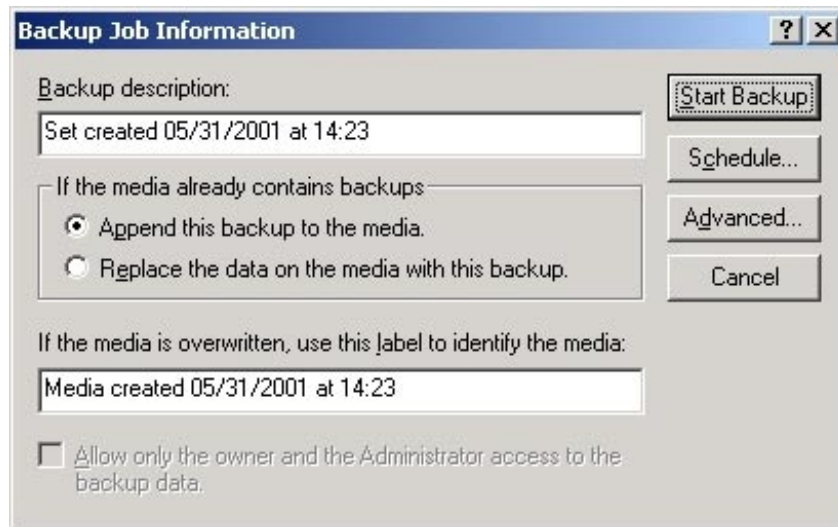 Backup Job Information
Backup description:
Set created 05/31/2001 at 14:23
If the media already contains backups
Append this backup to the media.
Replace the data on the media with this backup.
If the media is overwritten, use this label to identify the media:
Media created 05/31/2001 at 14:23
Allow only the owner and the Administrator access to the
backup data.
Start Backup
Schedule...
Advanced...
Cancel